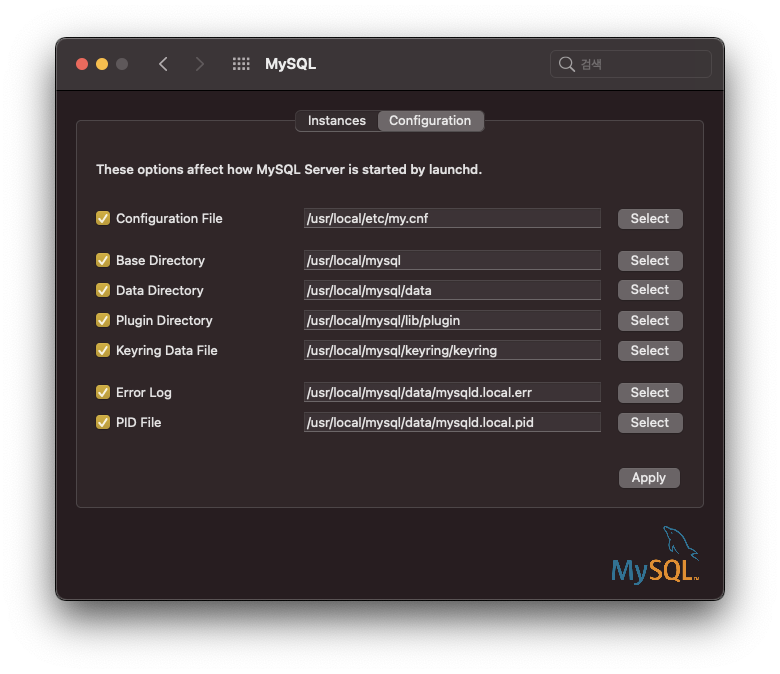 MySQL
검색
Instances Configuration
These options affect how MySQL Server is started by launchd.
Configuration File /usr/local/etc/my.cnf Select
Base Directory /usr/local/mysql Select
Data Directory /usr/local/mysql/data Select
Plugin Directory /usr/local/mysql/lib/plugin Select
Keyring Data File /usr/local/mysql/keyring/keyring Select
Error Log /usr/local/mysql/data/mysqld.local.err Select
PID File /usr/local/mysql/data/mysqld.local.pid Select
Apply
MySQL™